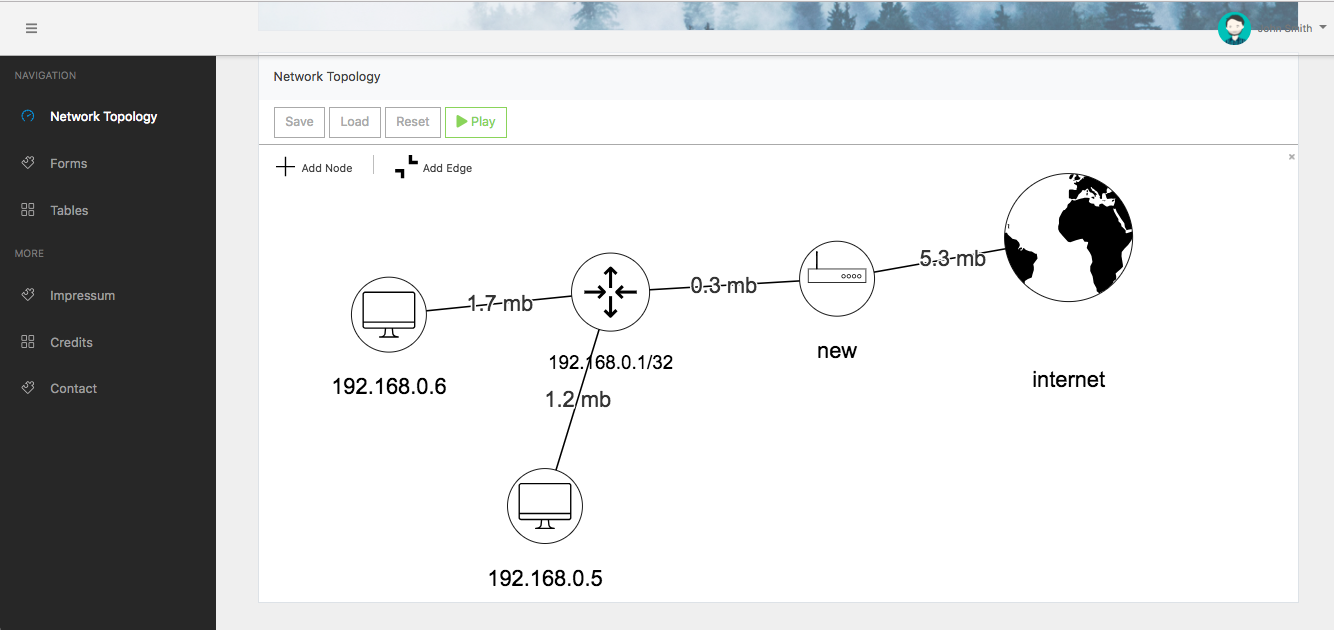 John Smith
NAVIGATION
Network Topology
Forms
Tables
MORE
Impressum
Credits
Contact
Network Topology
Save Load Reset Play
Add Node Add Edge
5.3 mb
0.3 mb
1.7 mb
new
192.168.0.1/32
internet
192.168.0.6
1.2 mb
192.168.0.5